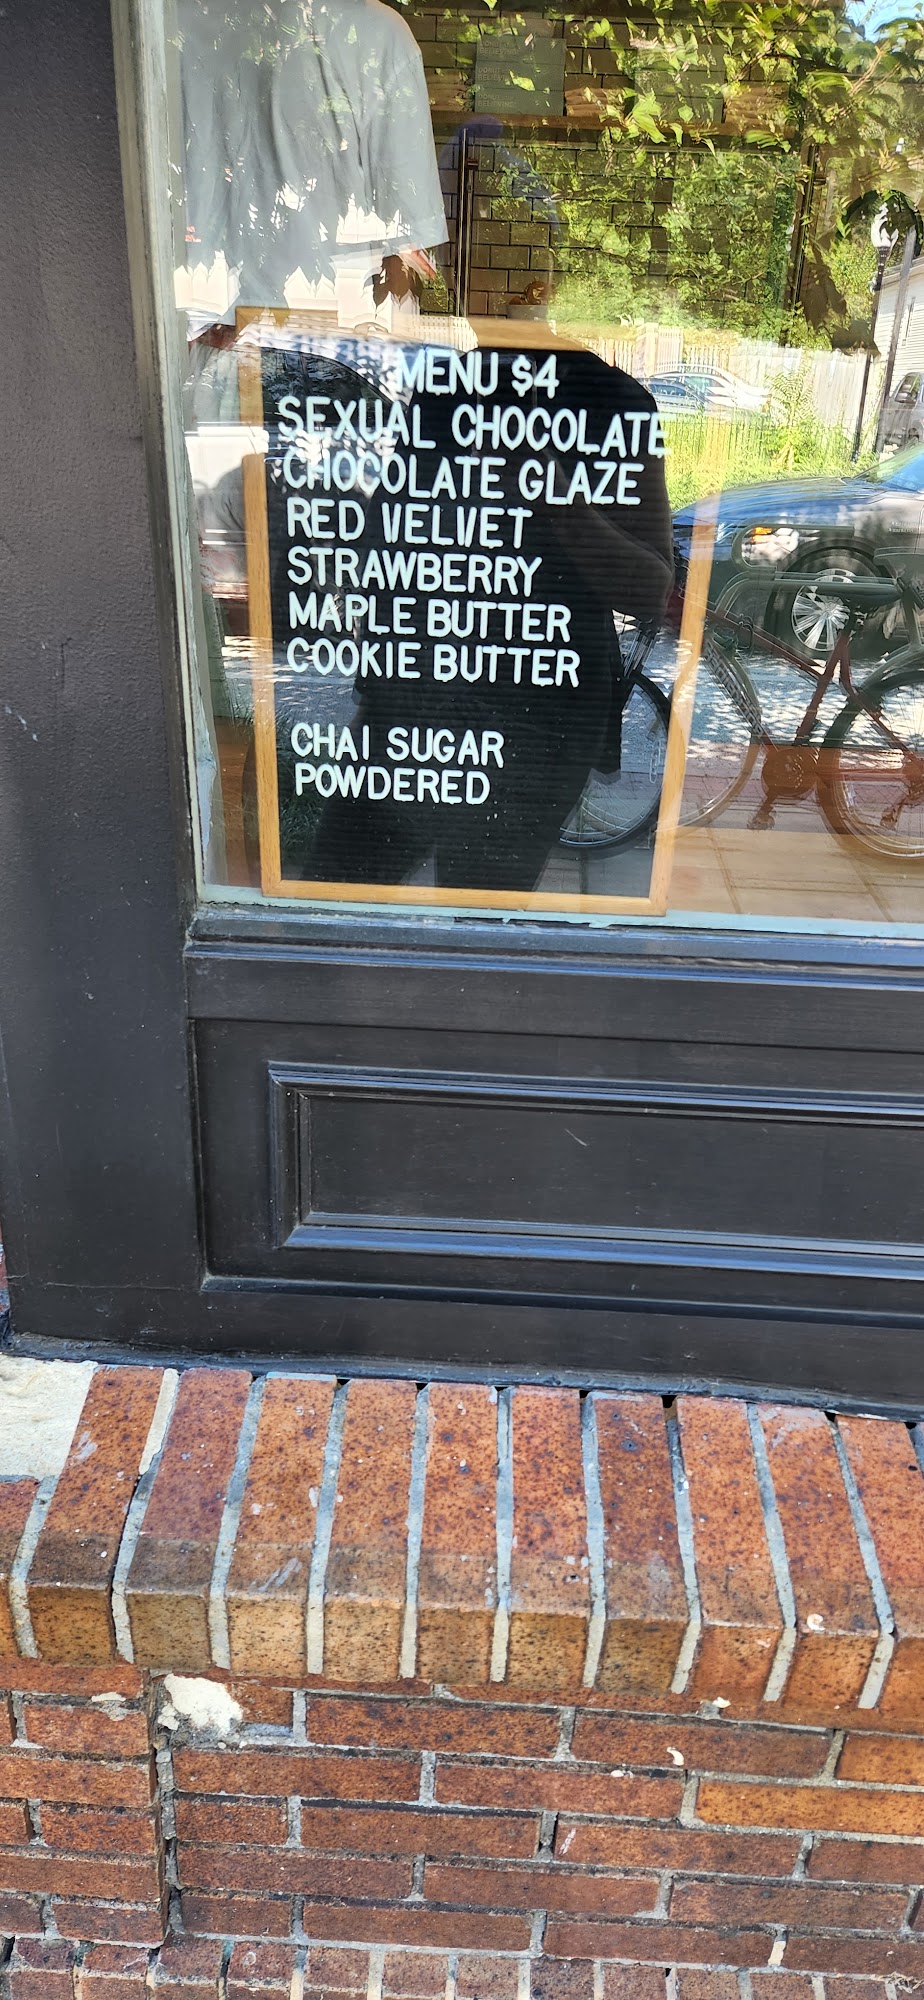 MENU $4
SEXUAL CHOCOLATE
CHOCOLATE GLAZE
RED VELVET
STRAWBERRY
MAPLE BUTTER
COOKIE BUTTER
CHAI SUGAR
POWDERED